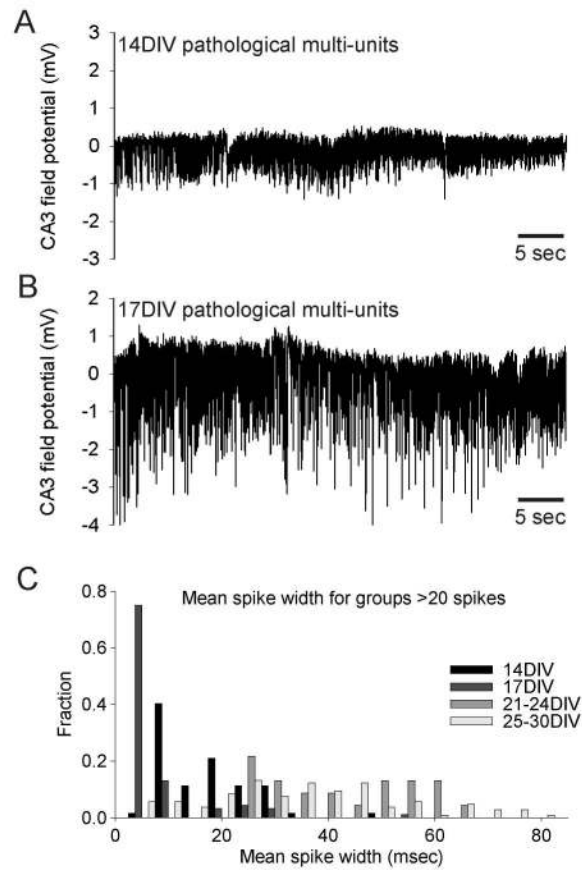 A
14DIV pathological multi-units
CA3 field potential (mV)
3
2
1
0
-1
-2
-3
5 sec
B
17DIV pathological multi-units
CA3 field potential (mV)
2
1
0
-1
-2
-3
-4
5 sec
C
Mean spike width for groups >20 spikes
Fraction
0.8
0.6
0.4
0.2
0.0
14DIV
17DIV
21-24DIV
25-30DIV
0 20 40 60 80
Mean spike width (msec)